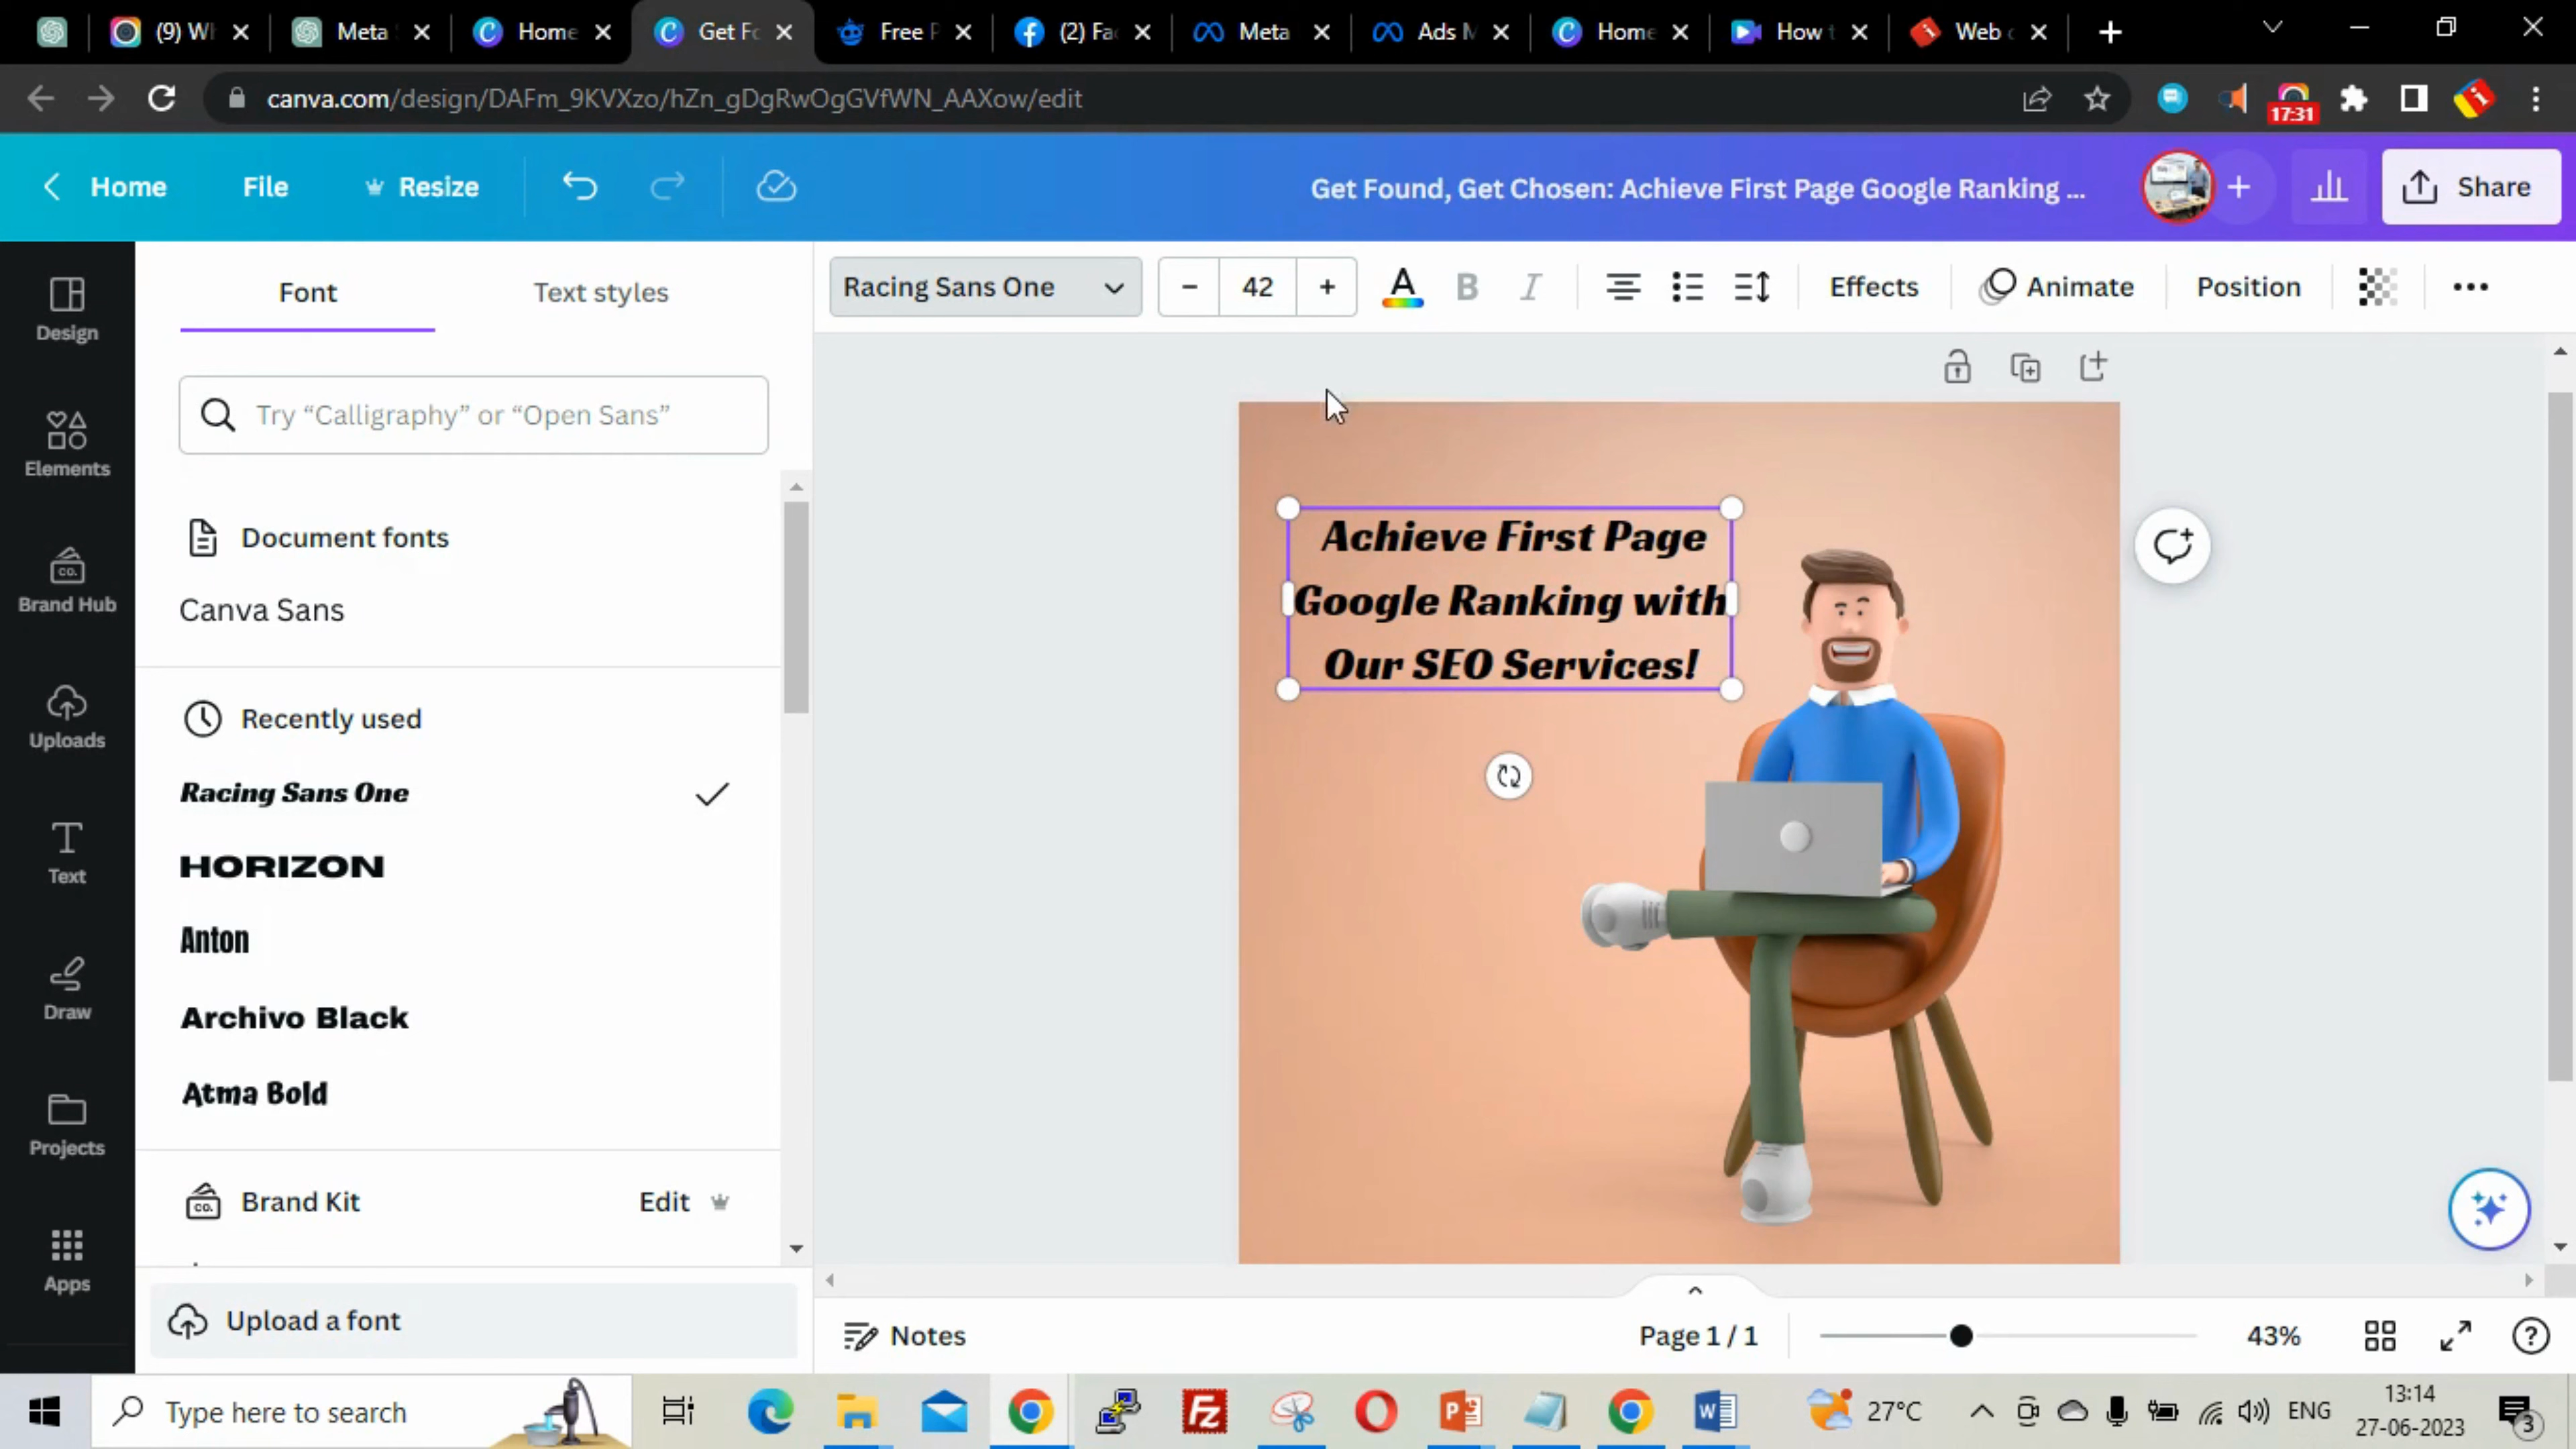 (9) Wh
Meta
Home
Get Fo
Free P
(2) Fac
Meta
Ads M
Home
How t
Web
canva.com/design/DAFm_9KVXzo/hZn_gDgRwOgGVfWN_AAXow/edit
17:31
Home
File
Resize
Get Found, Get Chosen: Achieve First Page Google Ranking ...
Share
Design
Elements
Brand Hub
CO.
Uploads
Text
Draw
Projects
Apps
Font
Text styles
Try “Calligraphy” or “Open Sans”
Document fonts
Canva Sans
Recently used
Racing Sans One
HORIZON
Anton
Archivo Black
Atma Bold
CO.
Brand Kit
Edit
Upload a font
Racing Sans One
42
Effects
Animate
Position
Achieve First Page
Google Ranking with
Our SEO Services!
Notes
Page 1 / 1
43%
Type here to search
27°C
ENG
13:14
27-06-2023
3